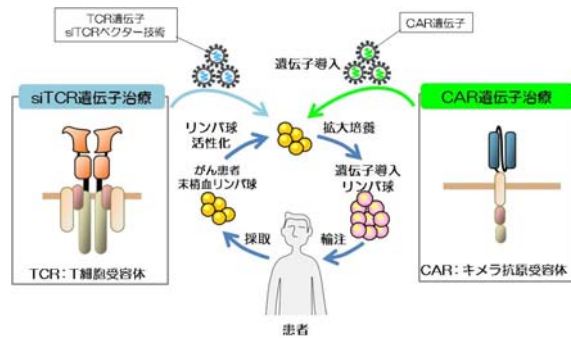 TCR遺伝子
siTCRベクター技術
CAR遺伝子
遺伝子導入
siTCR遺伝子治療
CAR遺伝子治療
リンパ球
活性化
拡大培養
がん患者
末梢血リンパ球
遺伝子導入
リンパ球
採取
輸注
TCR：T細胞受容体
CAR：キメラ抗原受容体
患者